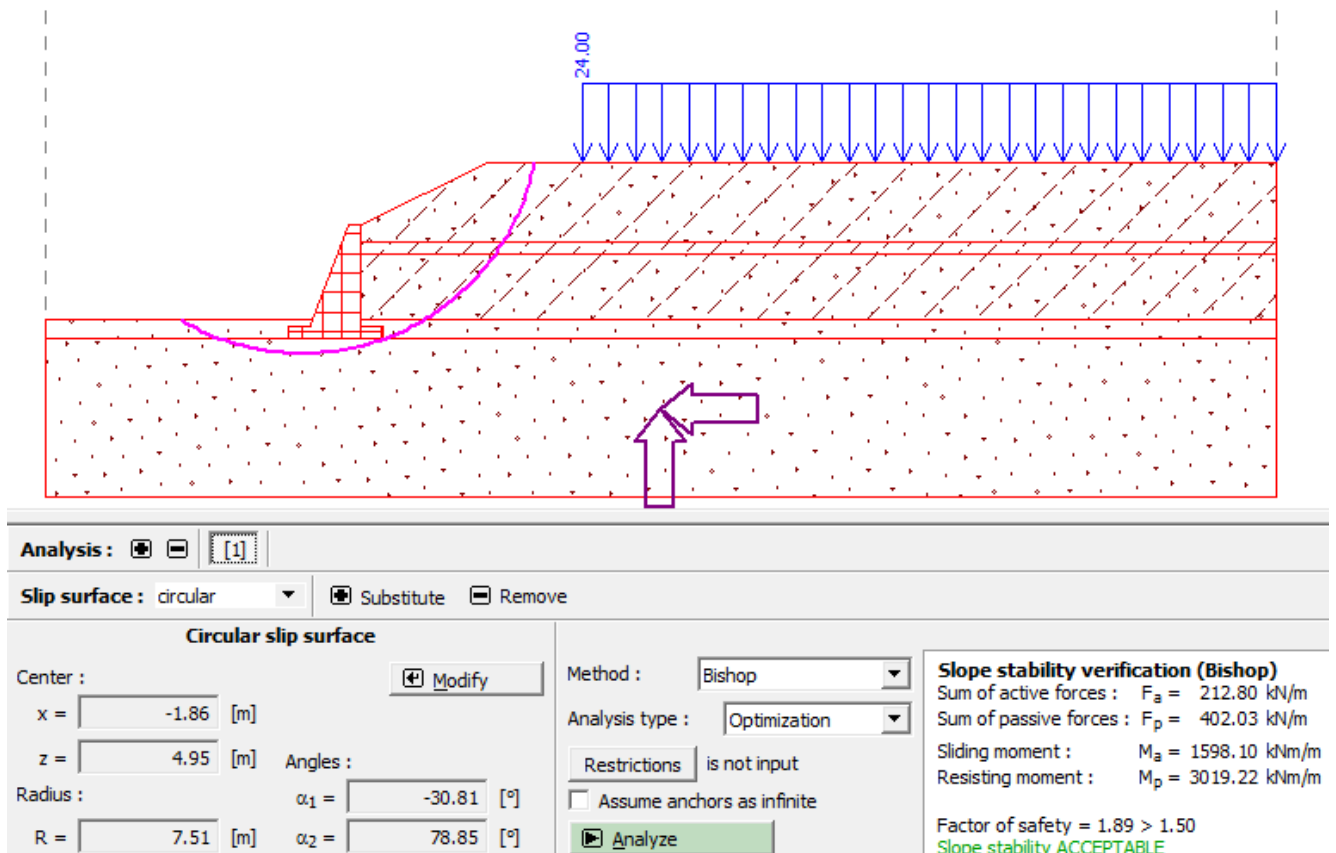 24.00
Analysis : [1]
Slip surface : circular Substitute Remove
Circular slip surface
Center :
Modify
x = -1.86 [m]
z = 4.95 [m] Angles :
Radius : α1 = -30.81 [°]
R = 7.51 [m] α2 = 78.85 [°]
Method : Bishop
Analysis type : Optimization
Restrictions is not input
Assume anchors as infinite
Analyze
Slope stability verification (Bishop)
Sum of active forces : Fa = 212.80 kN/m
Sum of passive forces : Fp = 402.03 kN/m
Sliding moment : Ma = 1598.10 kNm/m
Resisting moment : Mp = 3019.22 kNm/m
Factor of safety = 1.89 > 1.50
Slope stability ACCEPTABLE